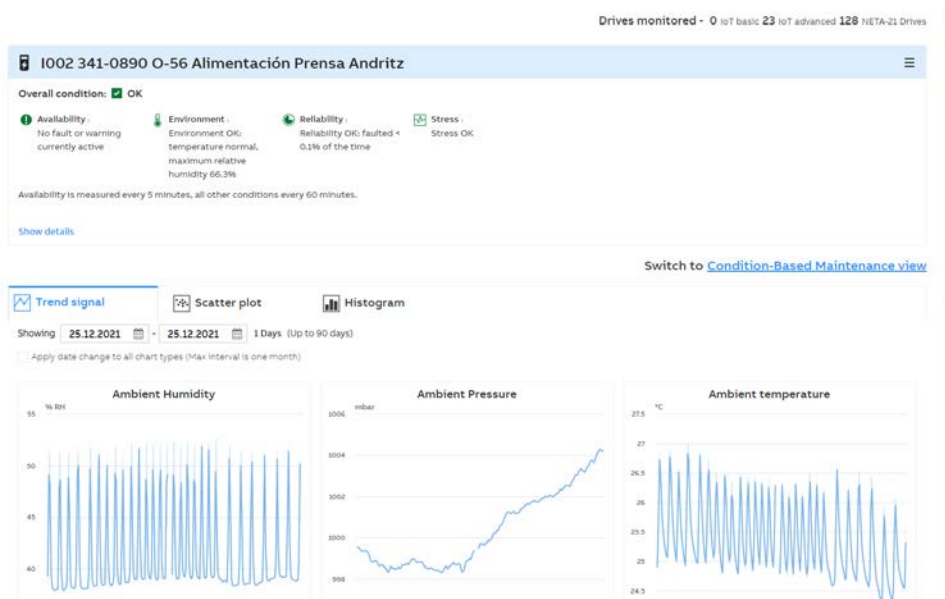 Drives monitored - 0 IoT basic 23 IoT advanced 128 NETA-21 Drives
I002 341-0890 O-56 Alimentación Prensa Andritz
Overall condition: OK
Availability :
No fault or warning
currently active
Environment :
Environment OK:
temperature normal,
maximum relative
humidity 66.3%
Reliability :
Reliability OK: faulted <
0.1% of the time
Stress :
Stress OK
Availability is measured every 5 minutes, all other conditions every 60 minutes.
Show details
Switch to Condition-Based Maintenance view
Trend signal
Scatter plot
Histogram
Showing 25.12.2021 - 25.12.2021 1 Days (Up to 90 days)
Apply date change to all chart types (Max interval is one month)
Ambient Humidity
% RH
55
50
45
40
Ambient Pressure
mbar
1006
1004
1002
1000
998
Ambient temperature
°C
27.5
27
26.5
26
25.5
25
24.5